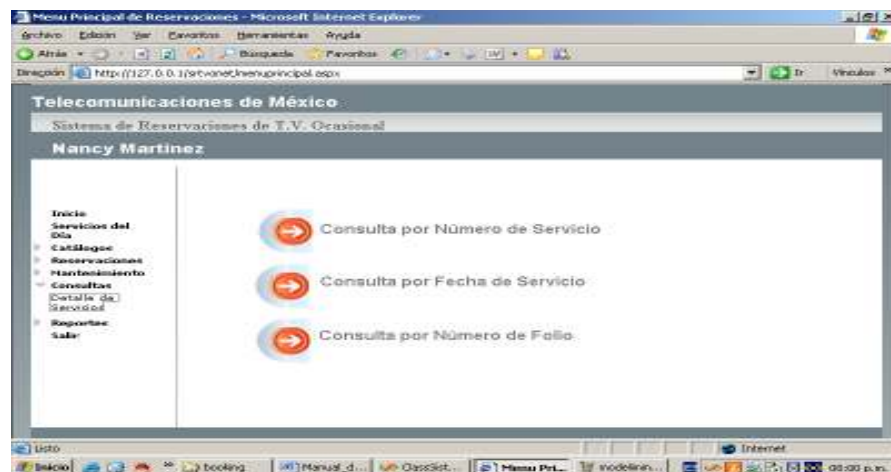 Menu Principal de Reservaciones - Microsoft Internet Explorer
Archivo Edición Ver Favoritos Herramientas Ayuda
Atrás Búsqueda Favoritos
Dirección http://127.0.0.1/srtvonet/menuprincipal.aspx Ir Vínculos
Telecomunicaciones de México
Sistema de Reservaciones de T.V. Ocasional
Nancy Martinez
Inicio
Servicios del
Día
Catálogos
Reservaciones
Mantenimiento
Consultas
Detalle de
Servicios
Reportes
Salir
Consulta por Número de Servicio
Consulta por Fecha de Servicio
Consulta por Número de Folio
Listo Internet
Inicio booking Manual_d... Menu Pri...